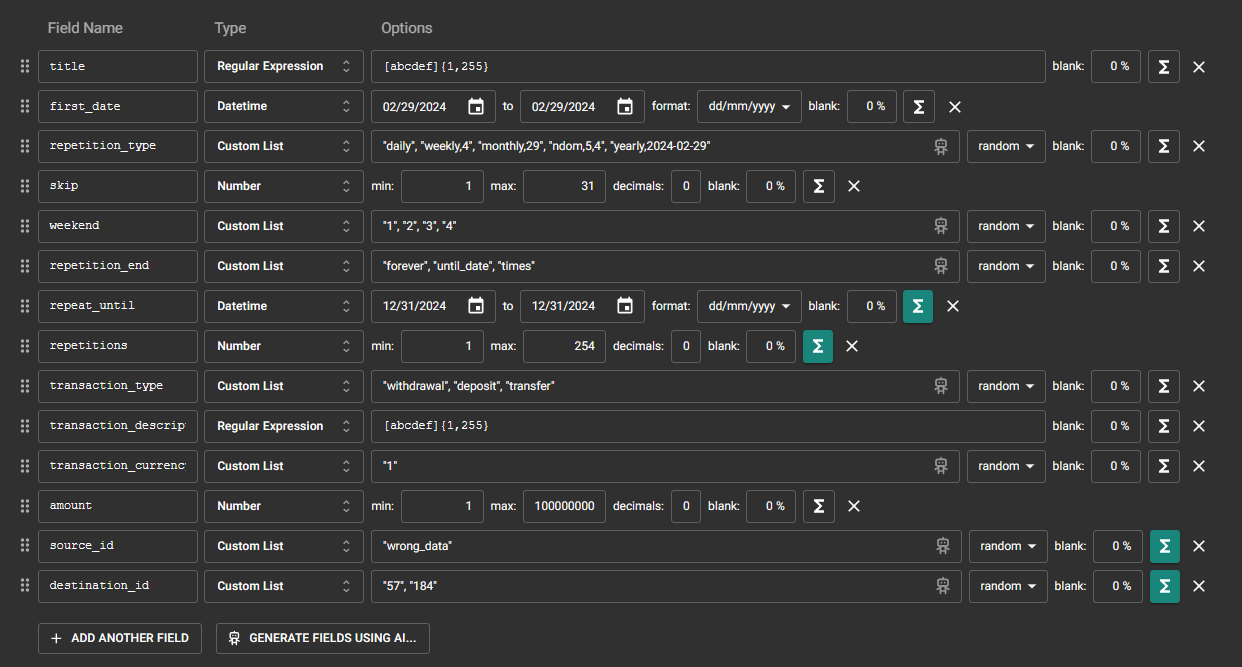 Field Name Type Options
title Regular Expression [abcdef]{1,255} blank: 0 % Σ
first_date Datetime 02/29/2024 to 02/29/2024 format: dd/mm/yyyy blank: 0 % Σ
repetition_type Custom List "daily", "weekly,4", "monthly,29", "ndom,5,4", "yearly,2024-02-29" random blank: 0 % Σ
skip Number min: 1 max: 31 decimals: 0 blank: 0 % Σ
weekend Custom List "1", "2", "3", "4" random blank: 0 % Σ
repetition_end Custom List "forever", "until_date", "times" random blank: 0 % Σ
repeat_until Datetime 12/31/2024 to 12/31/2024 format: dd/mm/yyyy blank: 0 % Σ
repetitions Number min: 1 max: 254 decimals: 0 blank: 0 % Σ
transaction_type Custom List "withdrawal", "deposit", "transfer" random blank: 0 % Σ
transaction_descrip Regular Expression [abcdef]{1,255} blank: 0 % Σ
transaction_currenc Custom List "1" random blank: 0 % Σ
amount Number min: 1 max: 100000000 decimals: 0 blank: 0 % Σ
source_id Custom List "wrong_data" random blank: 0 % Σ
destination_id Custom List "57", "184" random blank: 0 % Σ
+ ADD ANOTHER FIELD GENERATE FIELDS USING AI...